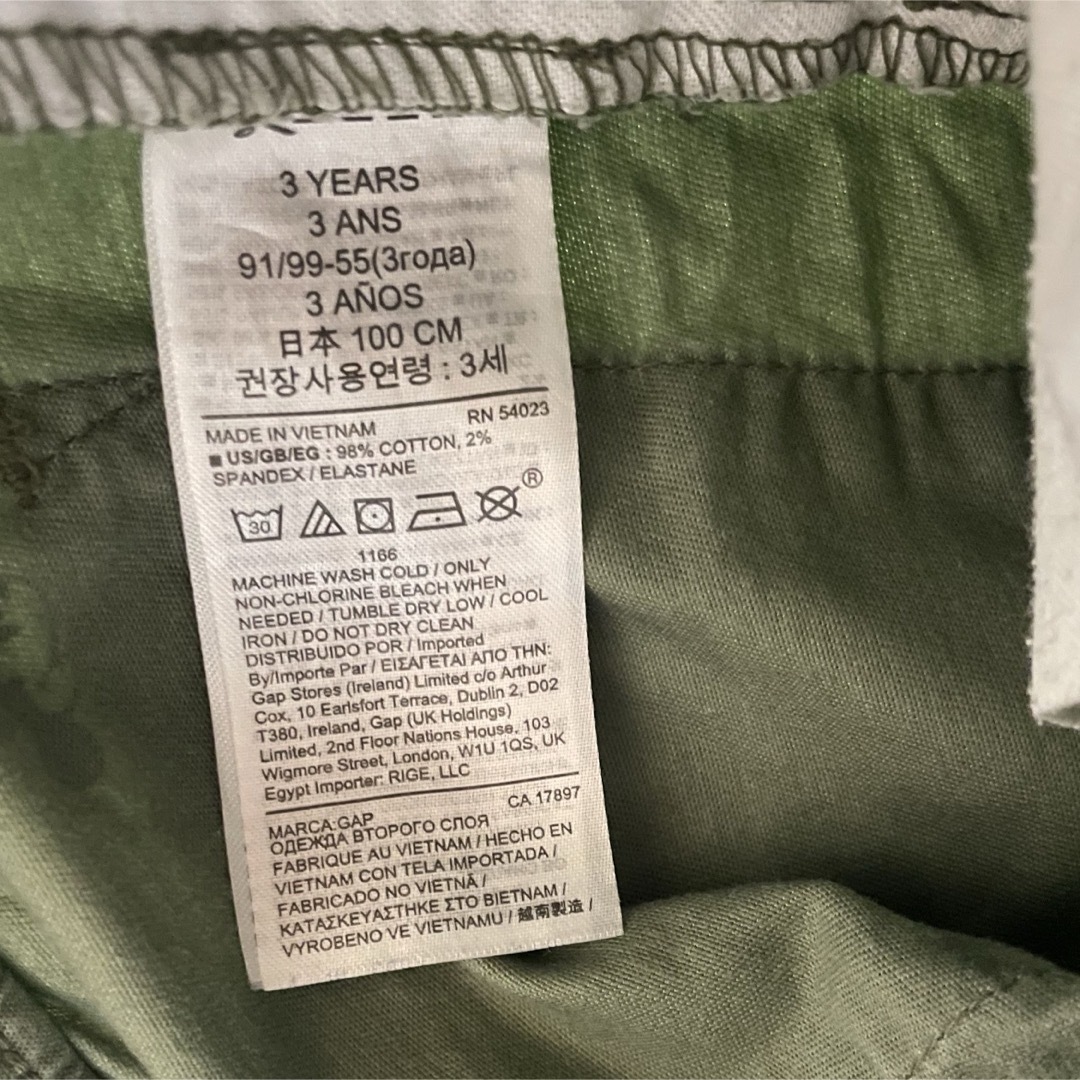 3 YEARS
3 ANS
91/99-55(3года)
3 AÑOS
日本 100 CM
권장사용연령 : 3세
MADE IN VIETNAM RN 54023
■ US/GB/EG : 98% COTTON, 2%
SPANDEX / ELASTANE
30 ®
1166
MACHINE WASH COLD / ONLY
NON-CHLORINE BLEACH WHEN
NEEDED / TUMBLE DRY LOW / COOL
IRON / DO NOT DRY CLEAN
DISTRIBUIDO POR / Imported
By/Importe Par / ΕΙΣΑΓΕΤΑΙ ΑΠΟ ΤΗΝ:
Gap Stores (Ireland) Limited c/o Arthur
Cox, 10 Earlsfort Terrace, Dublin 2, D02
T380, Ireland, Gap (UK Holdings)
Limited, 2nd Floor Nations House, 103
Wigmore Street, London, W1U 1QS, UK
Egypt Importer: RIGE, LLC
CA 17897
MARCA:GAP
ОДЕЖДА ВТОРОГО СЛОЯ
FABRIQUE AU VIETNAM / HECHO EN
VIETNAM CON TELA IMPORTADA /
FABRICADO NO VIETNÃ /
ΚΑΤΑΣΚΕΥΑΣΤΗΚΕ ΣΤΟ ΒΙΕΤΝΑΜ /
VYROBENO VE VIETNAMU / 越南製造 /